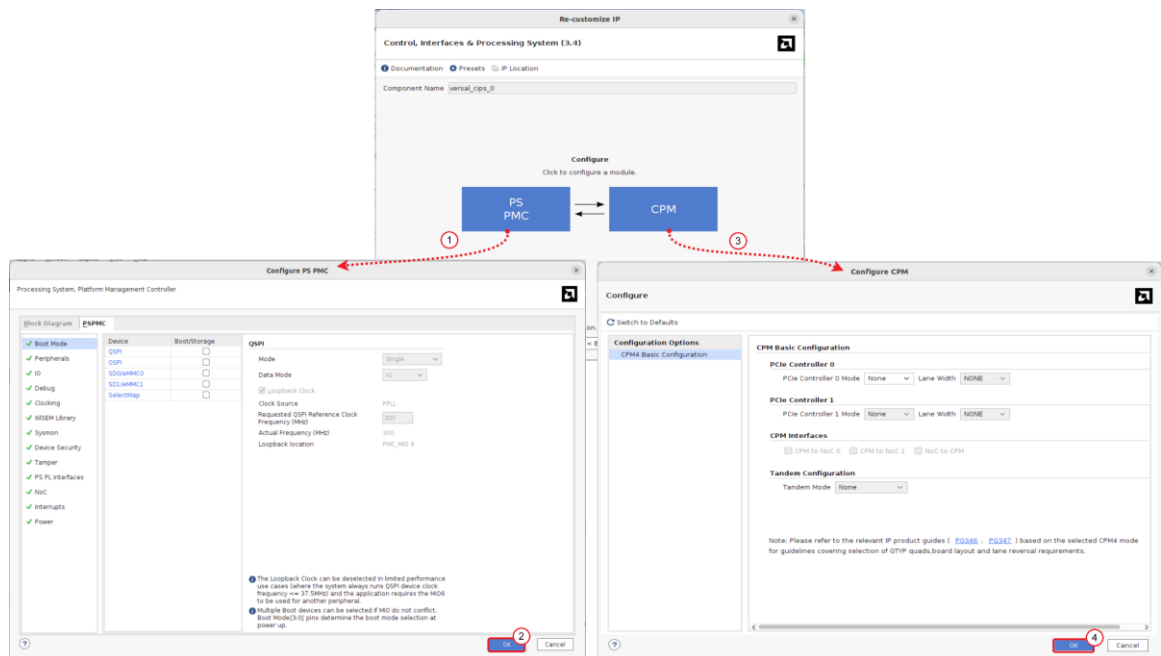 Re-customize IP
Control, Interfaces & Processing System (3.4)
Documentation Presets IP Location
Component Name versal_cips_0
Configure
Click to configure a module.
PS
PMC
CPM
1
3
Configure PS PMC
Processing System, Platform Management Controller
Block Diagram PSPMC
Boot Mode
Peripherals
IO
Debug
Clocking
XilSEM Library
Sysmon
Device Security
Tamper
PS PL Interfaces
NoC
Interrupts
Power
Device Boot/Storage
QSPI
OSPI
SD0/eMMC0
SD1/eMMC1
SelectMap
QSPI
Mode Single
Data Mode x1
Loopback Clock
Clock Source PPLL
Requested QSPI Reference Clock
Frequency (MHz) 300
Actual Frequency (MHz) 300
Loopback location PMC_MIO 6
The Loopback Clock can be deselected in limited performance
use cases (where the system always runs QSPI device clock
frequency <= 37.5MHz) and the application requires the MIO6
to be used for another peripheral.
Multiple Boot devices can be selected if MIO do not conflict.
Boot Mode[3:0] pins determine the boot mode selection at
power up.
2
OK Cancel
on.
< B
Configure CPM
Configure
Switch to Defaults
Configuration Options
CPM4 Basic Configuration
CPM Basic Configuration
PCIe Controller 0
PCIe Controller 0 Mode None Lane Width NONE
PCIe Controller 1
PCIe Controller 1 Mode None Lane Width NONE
CPM Interfaces
CPM to NoC 0 CPM to NoC 1 NoC to CPM
Tandem Configuration
Tandem Mode None
Note: Please refer to the relevant IP product guides ( PG346 , PG347 ) based on the selected CPM4 mode
for guidelines covering selection of GTYP quads,board layout and lane reversal requirements.
4
OK Cancel